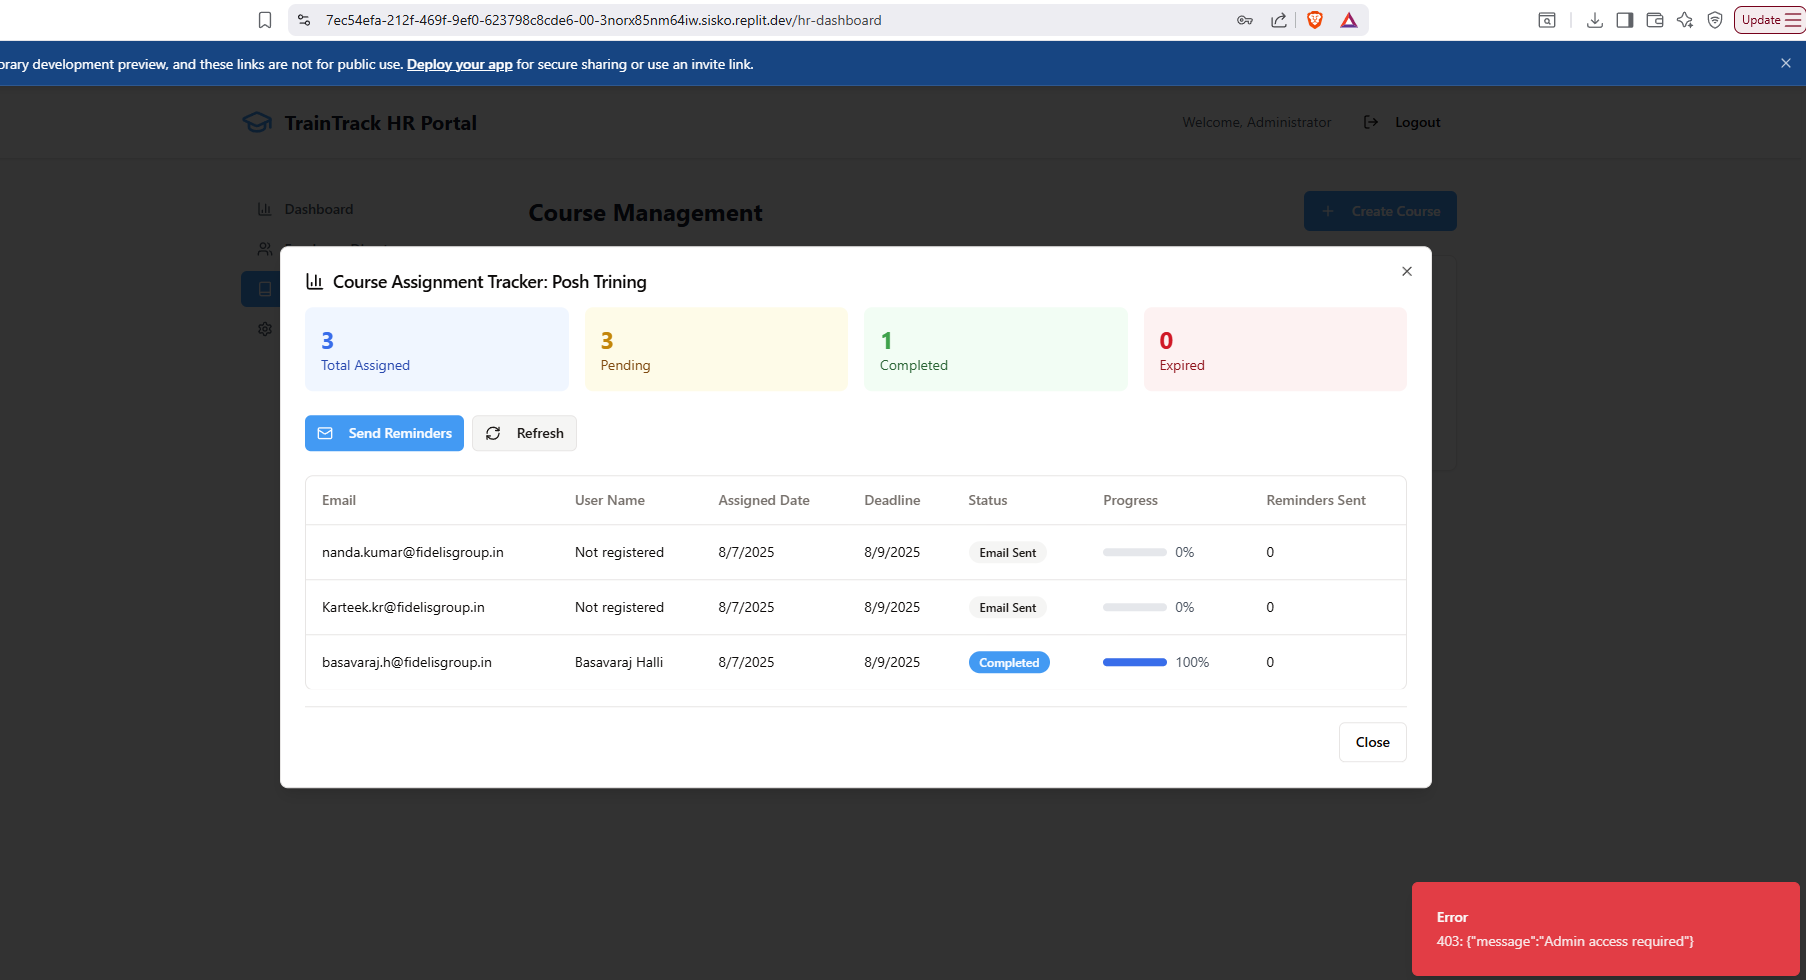 7ec54efa-212f-469f-9ef0-623798c8cde6-00-3norx85nm64iw.sisko.replit.dev/hr-dashboard
Update
orary development preview, and these links are not for public use. Deploy your app for secure sharing or use an invite link.
TrainTrack HR Portal
Welcome, Administrator
Logout
Dashboard
Course Management
Create Course
Course Assignment Tracker: Posh Trining
3
Total Assigned
3
Pending
1
Completed
0
Expired
Send Reminders
Refresh
Email User Name Assigned Date Deadline Status Progress Reminders Sent
nanda.kumar@fidelisgroup.in Not registered 8/7/2025 8/9/2025 Email Sent 0% 0
Karteek.kr@fidelisgroup.in Not registered 8/7/2025 8/9/2025 Email Sent 0% 0
basavaraj.h@fidelisgroup.in Basavaraj Halli 8/7/2025 8/9/2025 Completed 100% 0
Close
Error
403: {"message":"Admin access required"}